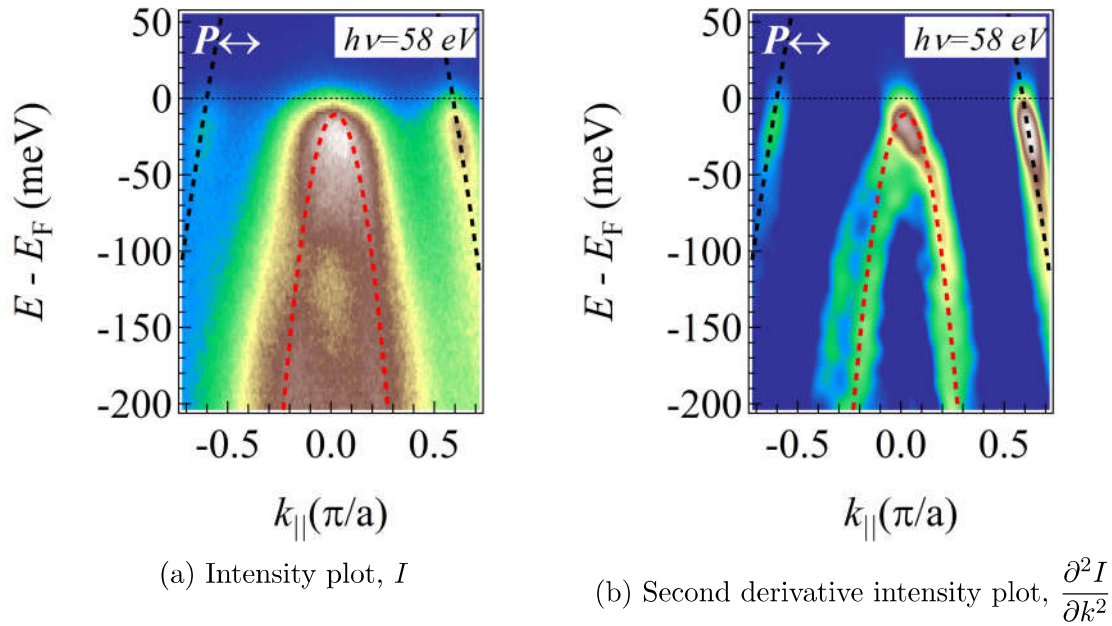 P↔ hν=58 eV
50
0
-50
-100
-150
-200
E - E_F (meV)
-0.5 0.0 0.5
k_||(π/a)
(a) Intensity plot, I
P↔ hν=58 eV
50
0
-50
-100
-150
-200
E - E_F (meV)
-0.5 0.0 0.5
k_||(π/a)
(b) Second derivative intensity plot, ∂²I/∂k²